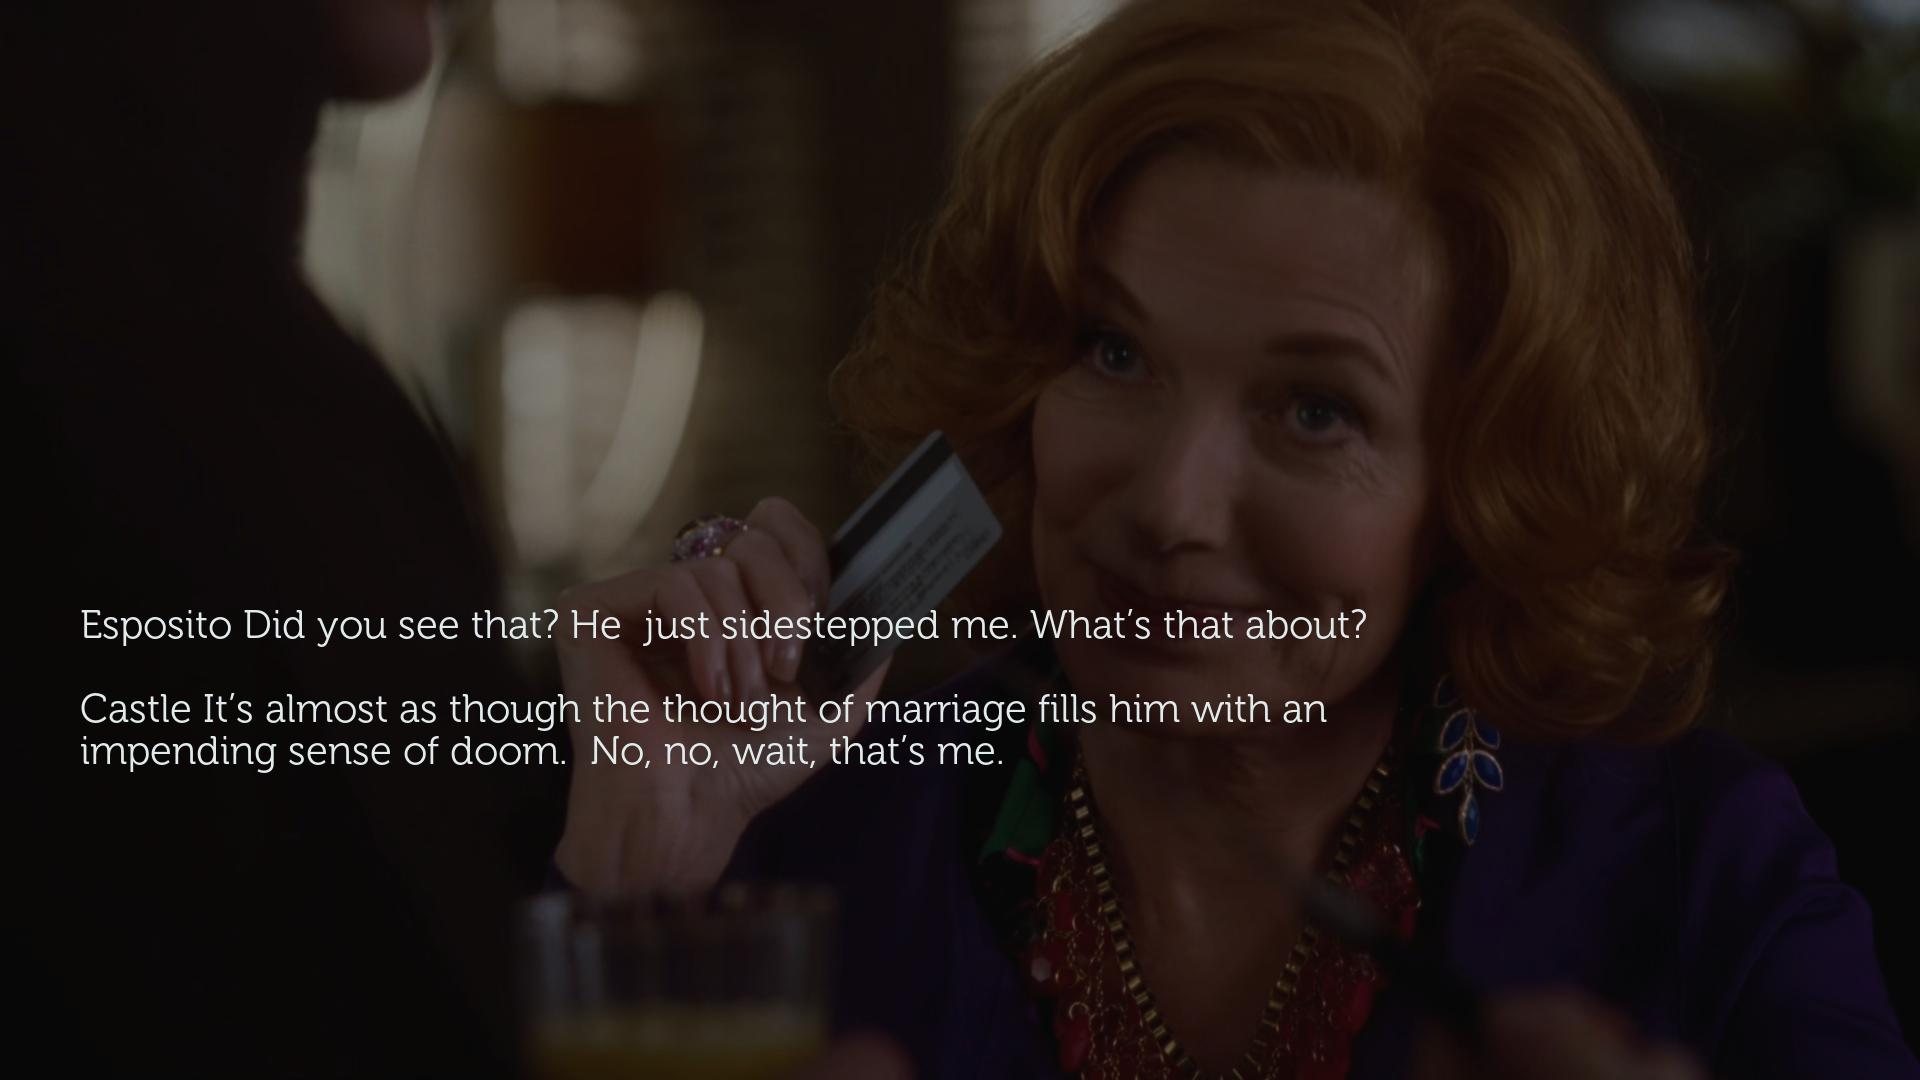 Esposito Did you see that? He  just sidestepped me. What’s that about?
Castle It’s almost as though the thought of marriage fills him with an
impending sense of doom.  No, no, wait, that’s me.